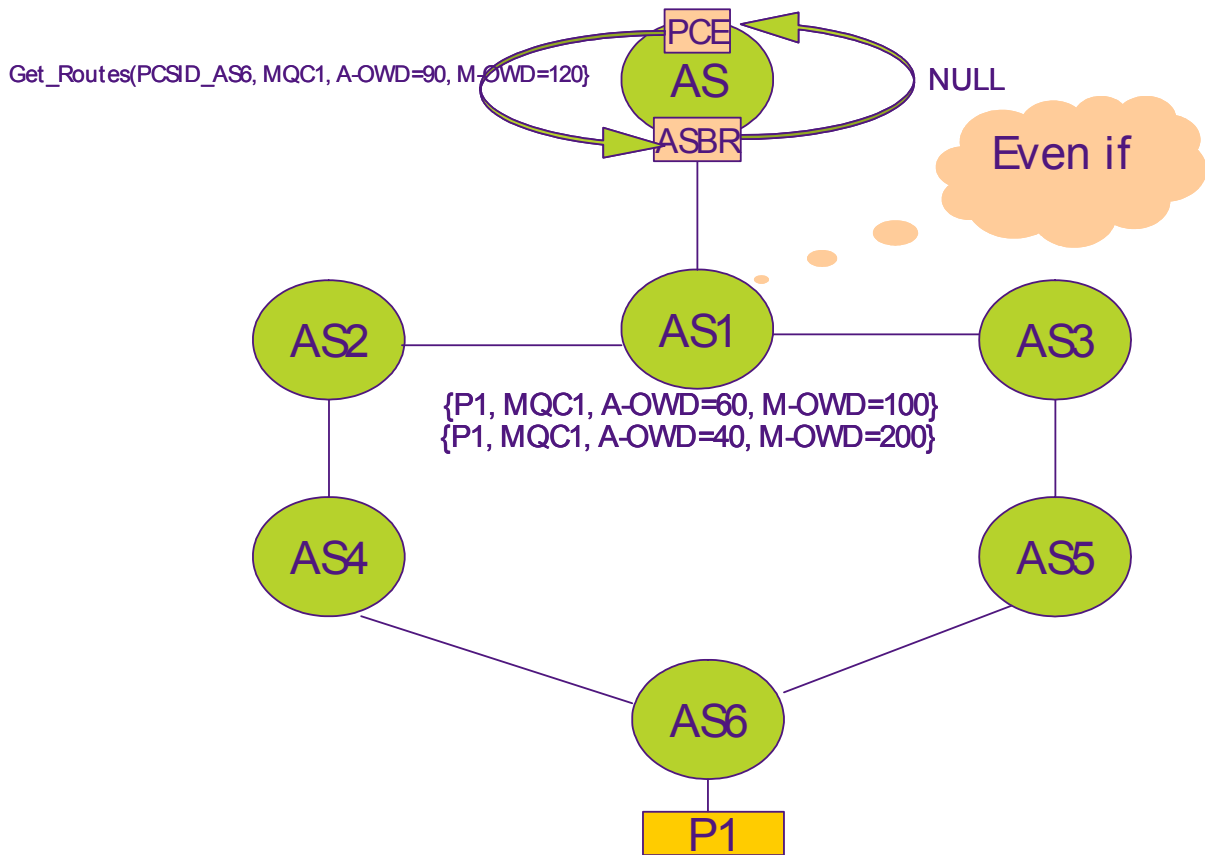 PCE
Get_Routes(PCSID_AS6, MQC1, A-OWD=90, M-OWD=120}
AS
NULL
ASBR
Even if
AS2
AS1
AS3
{P1, MQC1, A-OWD=60, M-OWD=100}
{P1, MQC1, A-OWD=40, M-OWD=200}
AS4
AS5
AS6
P1